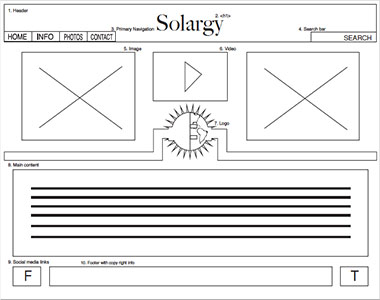 1. Header
Solargy
2. <h1>
3. Primary Navigation
4. Search bar
HOME INFO PHOTOS CONTACT
SEARCH
5. Image
6. Video
7. Logo
8. Main content
9. Social media links
10. Footer with copy right info
F
T